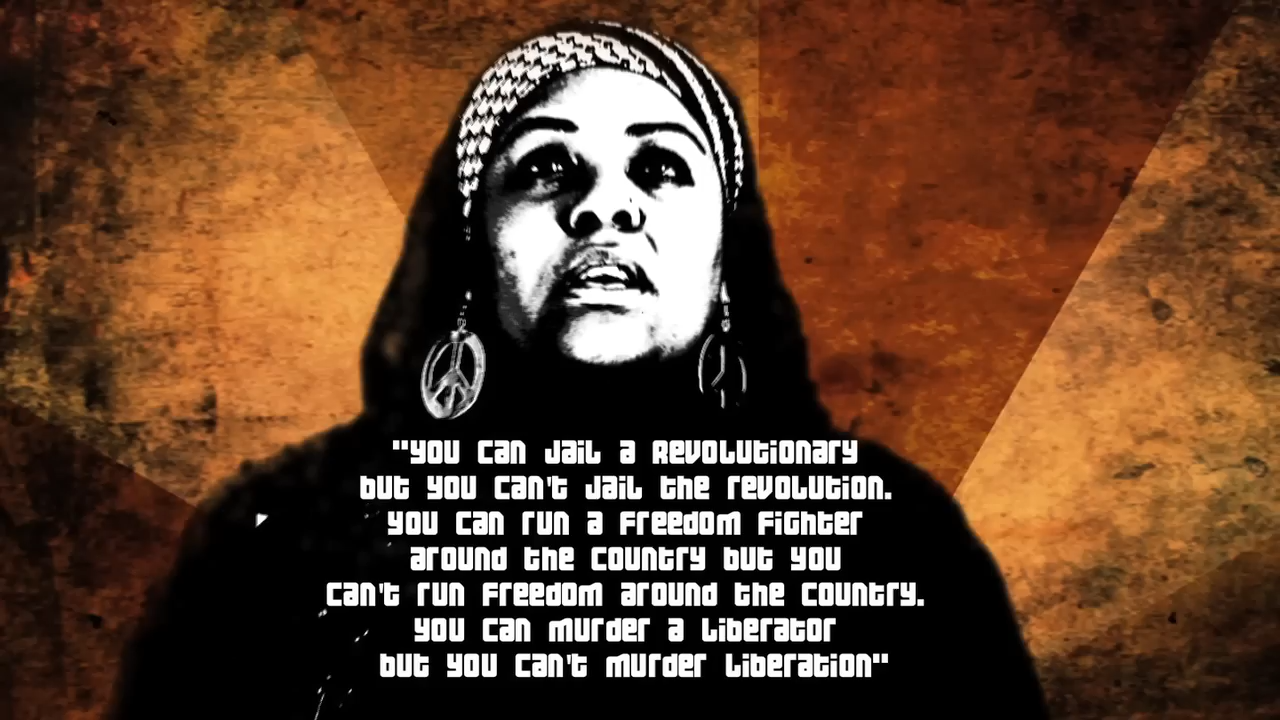 "You can jail a Revolutionary
but you can't jail the revolution.
You can run a freedom fighter
around the country but you
can't run freedom around the country.
You can murder a liberator
but you can't murder liberation"